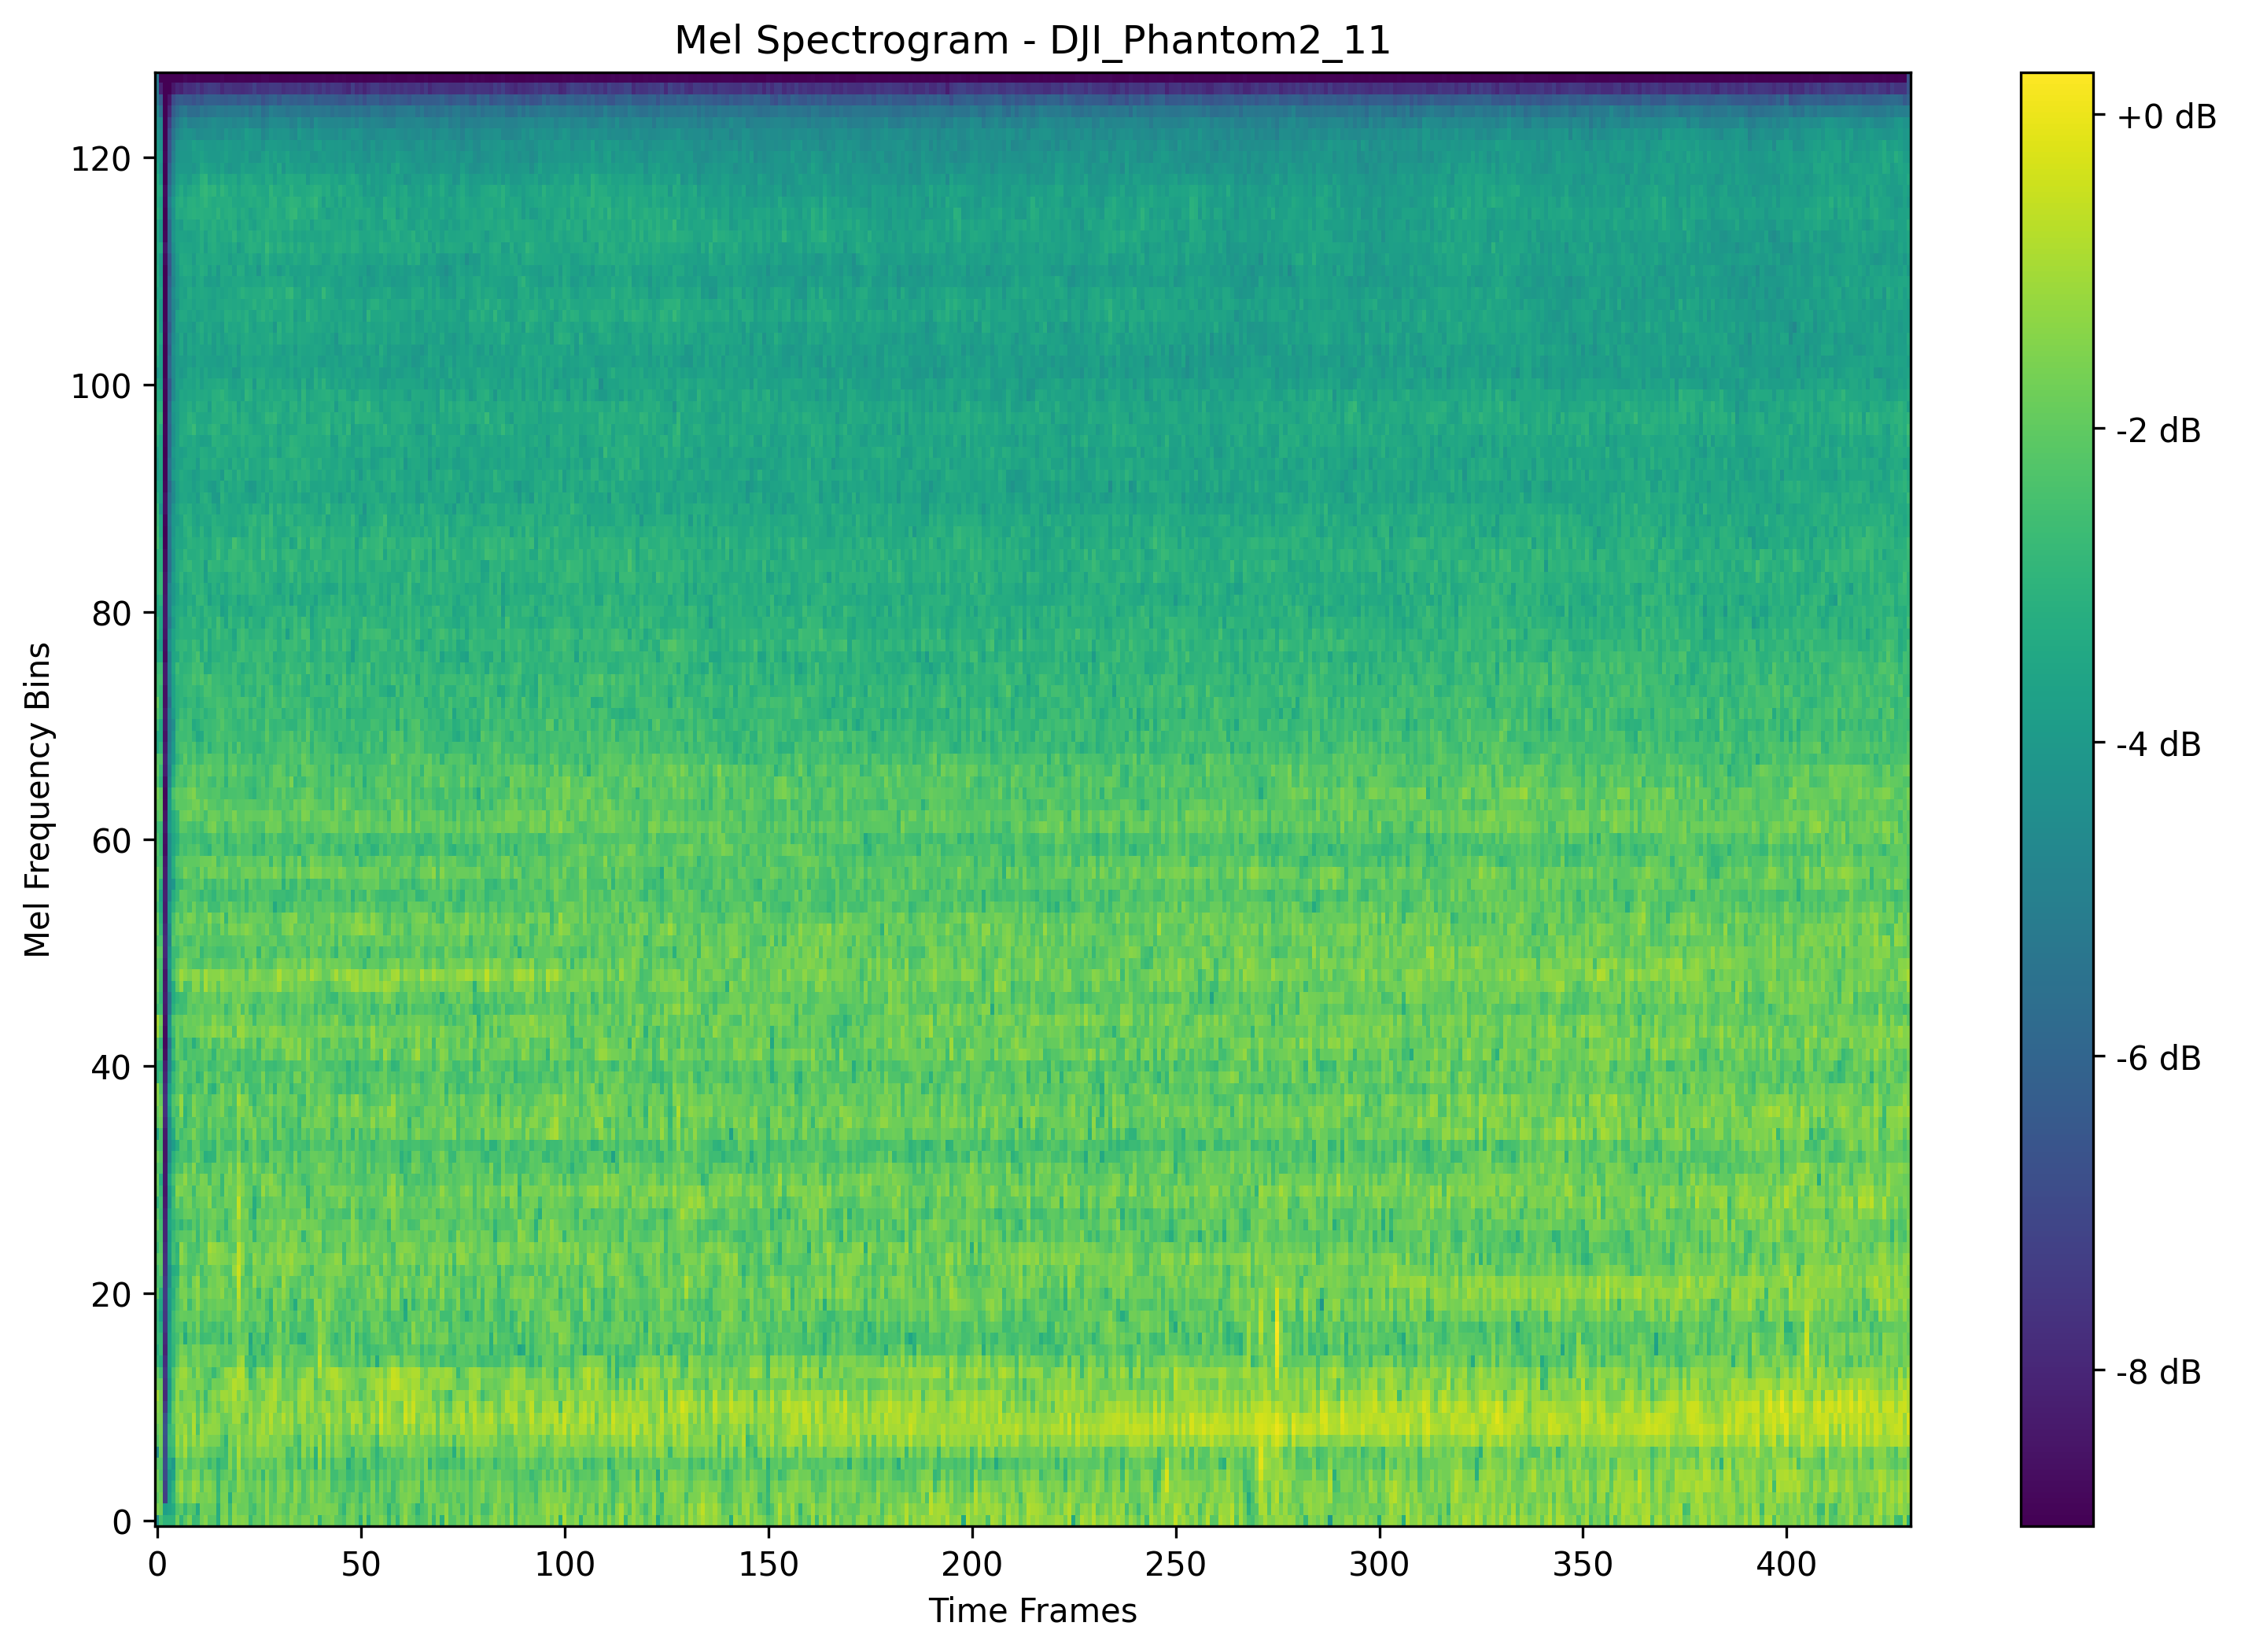 Mel Spectrogram - DJI_Phantom2_11
Mel Frequency Bins
120
100
80
60
40
20
0
0 50 100 150 200 250 300 350 400
Time Frames
+0 dB
-2 dB
-4 dB
-6 dB
-8 dB